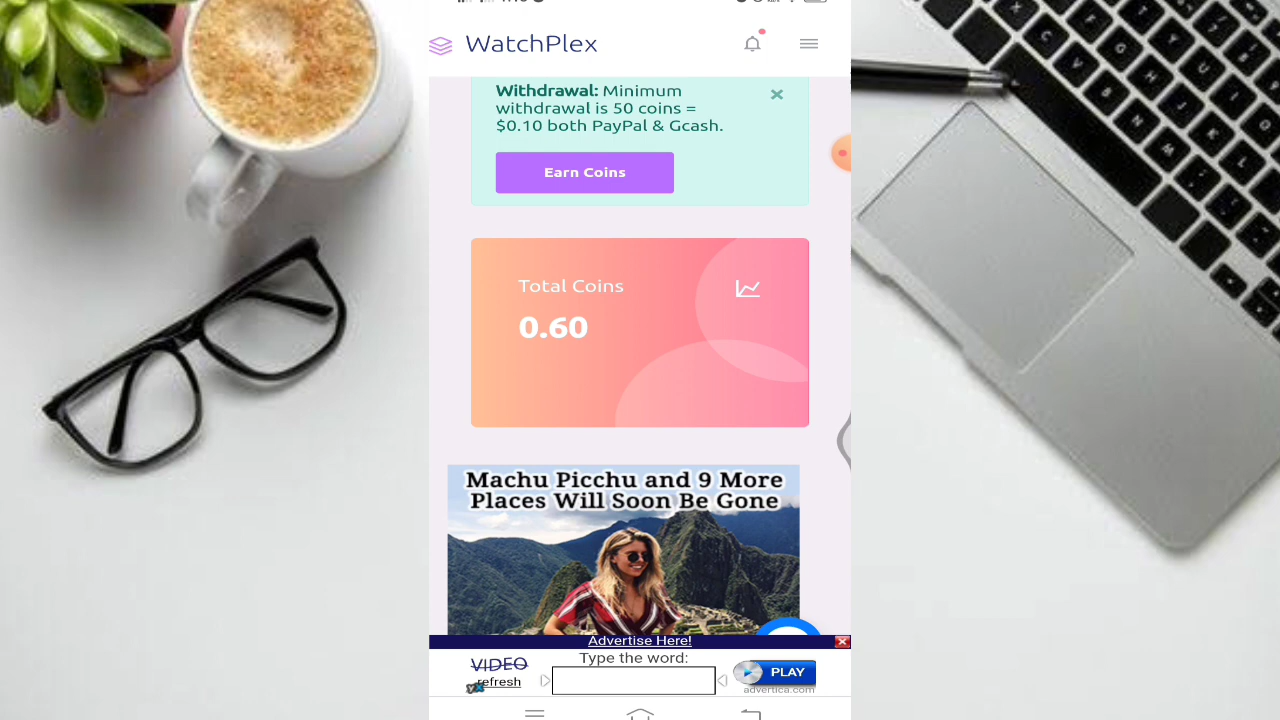 WatchPlex
Withdrawal: Minimum
withdrawal is 50 coins =
$0.10 both PayPal & Gcash.
Earn Coins
Total Coins
0.60
Machu Picchu and 9 More
Places Will Soon Be Gone
Advertise Here!
Type the word:
VIDEO
refresh
PLAY
advertica.com